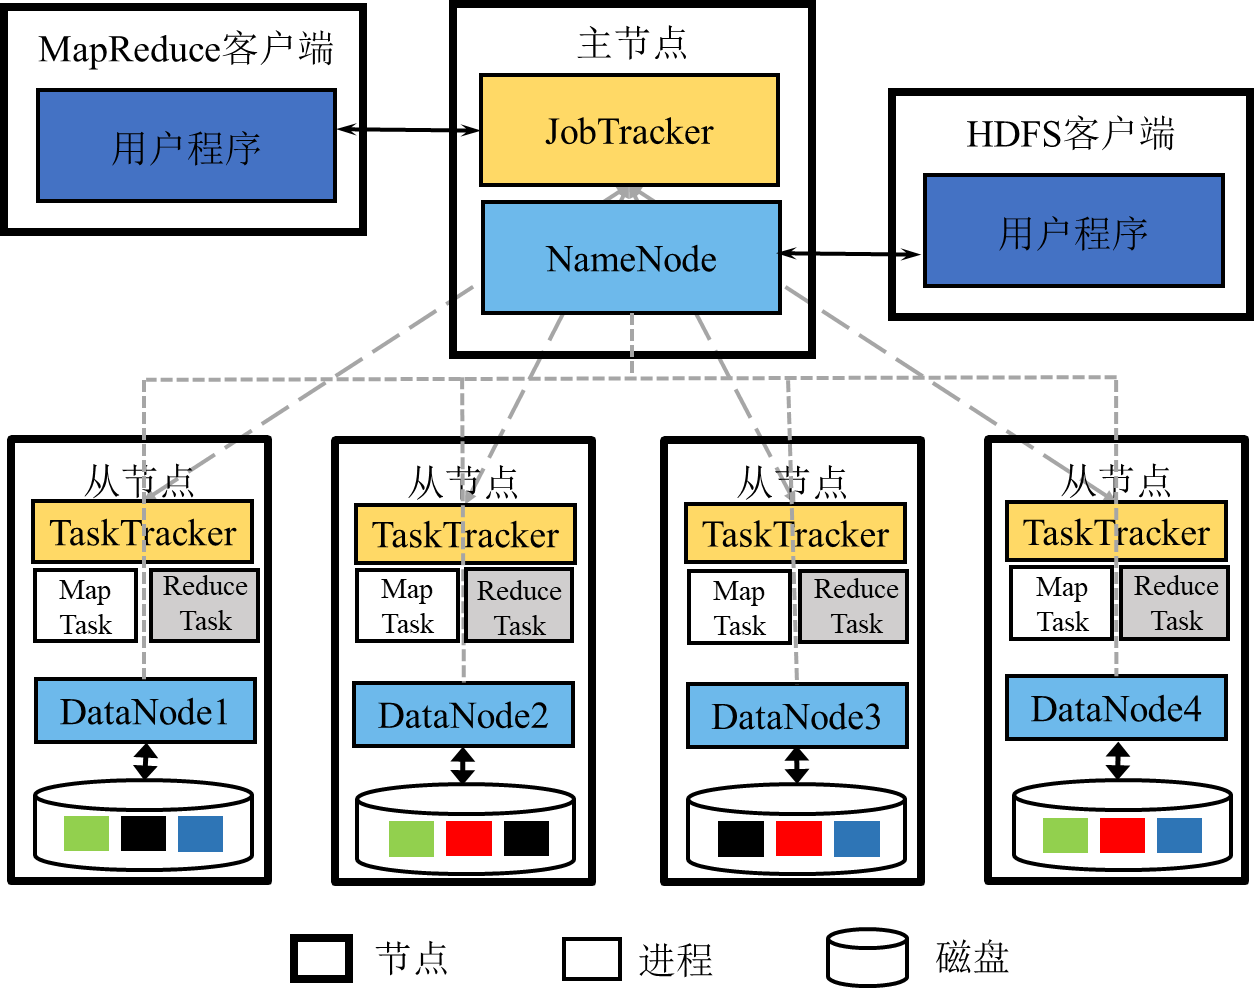 MapReduce客户端
用户程序
主节点
JobTracker
NameNode
HDFS客户端
用户程序
从节点
TaskTracker
Map
Task
Reduce
Task
DataNode1
从节点
TaskTracker
Map
Task
Reduce
Task
DataNode2
从节点
TaskTracker
Map
Task
Reduce
Task
DataNode3
从节点
TaskTracker
Map
Task
Reduce
Task
DataNode4
节点
进程
磁盘